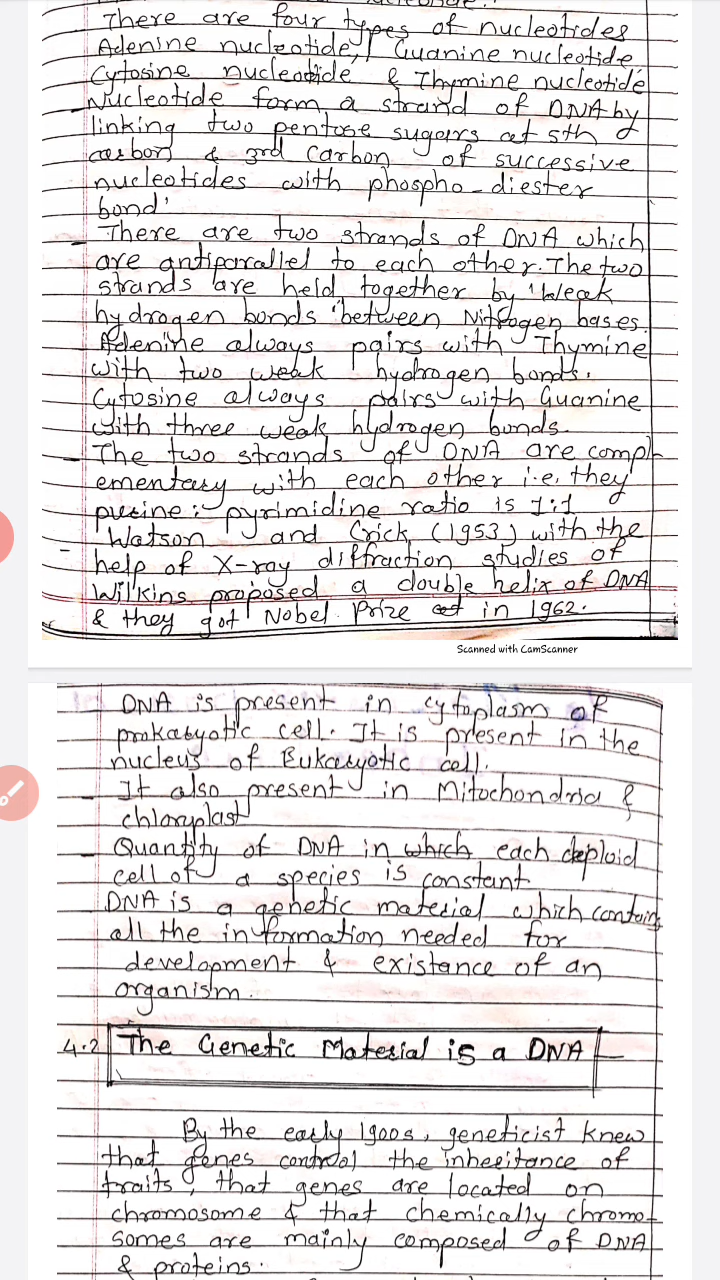 There are four types of nucleotides
Adenine nucleotide, Guanine nucleotide
Cytosine nucleotide & Thymine nucleotide
- Nucleotide form a strand of DNA by
linking two pentose sugars at 5th
carbon & 3rd carbon of successive
nucleotides with phospho-diester
bond'
- There are two strands of DNA which
are antiparallel to each other. The two
strands are held together by 'Weak
hydrogen bonds' between Nitrogen bases.
Adenine always pairs with Thymine
with two weak hydrogen bonds.
Cytosine always pairs with Guanine
with three weak hydrogen bonds.
- The two strands of DNA are compl-
ementary with each other i.e. they
purine : pyrimidine ratio is 1:1
- Watson and Crick (1953) with the
help of X-ray diffraction studies of
Wilkins proposed a double helix of DNA
& they got Nobel Prize in 1962.
Scanned with CamScanner
DNA is present in cytoplasm of
prokaryotic cell. It is present in the
nucleus of Eukaryotic cell.
- It also present in Mitochondria &
chloroplast
- Quantity of DNA in which each deploid
cell of a species is constant
DNA is a genetic material which contains
all the information needed for
development & existance of an
organism.
4.2 The Genetic Material is a DNA
By the early 1900s, geneticist knew
that genes control the inheritance of
traits, that genes are located on
chromosome & that chemically chromo-
somes are mainly composed of DNA
& proteins.